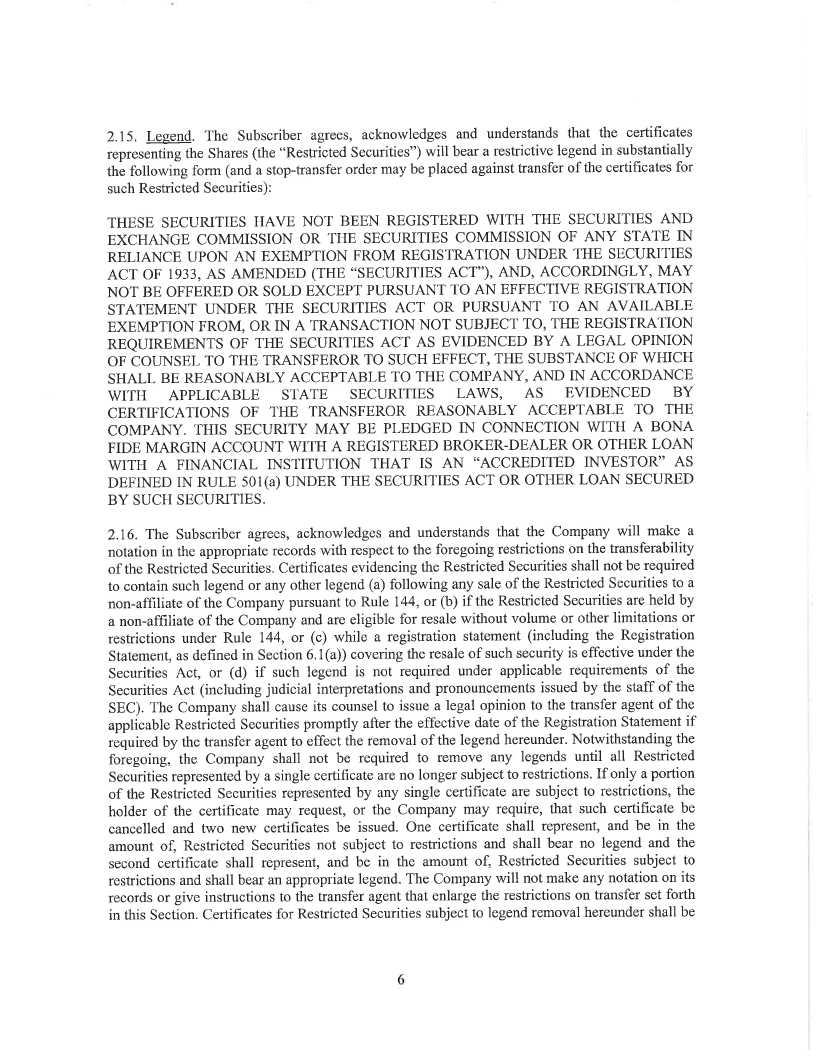 2.15. Legend. The Subscriber agrees, acknowledges and understands that the certificates
representing the Shares (the “Restricted Securities”) will bear a restrictive legend in substantially
the following form (and a stop-transfer order may be placed against transfer of the certificates for
such Restricted Securities):
THESE SECURITIES HAVE NOT BEEN REGISTERED WITH THE SECURITIES AND
EXCHANGE COMMISSION OR THE SECURITIES COMMISSION OF ANY STATE IN
RELIANCE UPON AN EXEMPTION FROM REGISTRATION UNDER THE SECURITIES
ACT OF 1933, AS AMENDED (THE “SECURITIES ACT”), AND, ACCORDINGLY, MAY
NOT BE OFFERED OR SOLD EXCEPT PURSUANT TO AN EFFECTIVE REGISTRATION
STATEMENT UNDER THE SECURITIES ACT OR PURSUANT TO AN AVAILABLE
EXEMPTION FROM, OR IN A TRANSACTION NOT SUBJECT TO, THE REGISTRATION
REQUIREMENTS OF THE SECURITIES ACT AS EVIDENCED BY A LEGAL OPINION
OF COUNSEL TO THE TRANSFEROR TO SUCH EFFECT, THE SUBSTANCE OF WHICH
SHALL BE REASONABLY ACCEPTABLE TO THE COMPANY, AND IN ACCORDANCE
WITH APPLICABLE STATE SECURITIES LAWS, AS EVIDENCED BY
CERTIFICATIONS OF THE TRANSFEROR REASONABLY ACCEPTABLE TO THE
COMPANY. THIS SECURITY MAY BE PLEDGED IN CONNECTION WITH A BONA
FIDE MARGIN ACCOUNT WITH A REGISTERED BROKER-DEALER OR OTHER LOAN
WITH A FINANCIAL INSTITUTION THAT IS AN “ACCREDITED INVESTOR” AS
DEFINED IN RULE 501(a) UNDER THE SECURITIES ACT OR OTHER LOAN SECURED
BY SUCH SECURITIES.
2.16. The Subscriber agrees, acknowledges and understands that the Company will make a
notation in the appropriate records with respect to the foregoing restrictions on the transferability
of the Restricted Securities. Certificates evidencing the Restricted Securities shall not be required
to contain such legend or any other legend (a) following any sale of the Restricted Securities to a
non-affiliate of the Company pursuant to Rule 144, or (b) if the Restricted Securities are held by
a non-affiliate of the Company and are eligible for resale without volume or other limitations or
restrictions under Rule 144, or (c) while a registration statement (including the Registration
Statement, as defined in Section 6.1(a)) covering the resale of such security is effective under the
Securities Act, or (d) if such legend is not required under applicable requirements of the
Securities Act (including judicial interpretations and pronouncements issued by the staff of the
SEC). The Company shall cause its counsel to issue a legal opinion to the transfer agent of the
applicable Restricted Securities promptly after the effective date of the Registration Statement if
required by the transfer agent to effect the removal of the legend hereunder. Notwithstanding the
foregoing, the Company shall not be required to remove any legends until all Restricted
Securities represented by a single certificate are no longer subject to restrictions. If only a portion
of the Restricted Securities represented by any single certificate are subject to restrictions, the
holder of the certificate may request, or the Company may require, that such certificate be
cancelled and two new certificates be issued. One certificate shall represent, and be in the
amount of, Restricted Securities not subject to restrictions and shall bear no legend and the
second certificate shall represent, and be in the amount of, Restricted Securities subject to
restrictions and shall bear an appropriate legend. The Company will not make any notation on its
records or give instructions to the transfer agent that enlarge the restrictions on transfer set forth
in this Section. Certificates for Restricted Securities subject to legend removal hereunder shall be
6